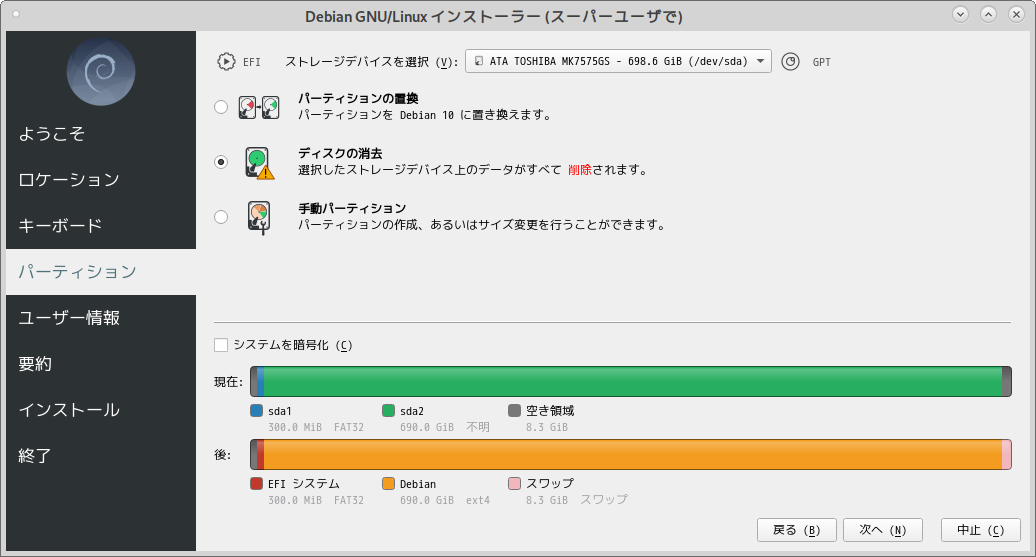 Debian GNU/Linux インストーラー (スーパーユーザで)
ようこそ
ロケーション
キーボード
パーティション
ユーザー情報
要約
インストール
終了
EFI ストレージデバイスを選択 (V): ATA TOSHIBA MK7575GS - 698.6 GiB (/dev/sda) GPT
パーティションの置換
パーティションを Debian 10 に置き換えます。
ディスクの消去
選択したストレージデバイス上のデータがすべて 削除されます。
手動パーティション
パーティションの作成、あるいはサイズ変更を行うことができます。
システムを暗号化 (C)
現在:
sda1 sda2 空き領域
300.0 MiB FAT32 690.0 GiB 不明 8.3 GiB
後:
EFI システム Debian スワップ
300.0 MiB FAT32 690.0 GiB ext4 8.3 GiB スワップ
戻る (B) 次へ (N) 中止 (C)